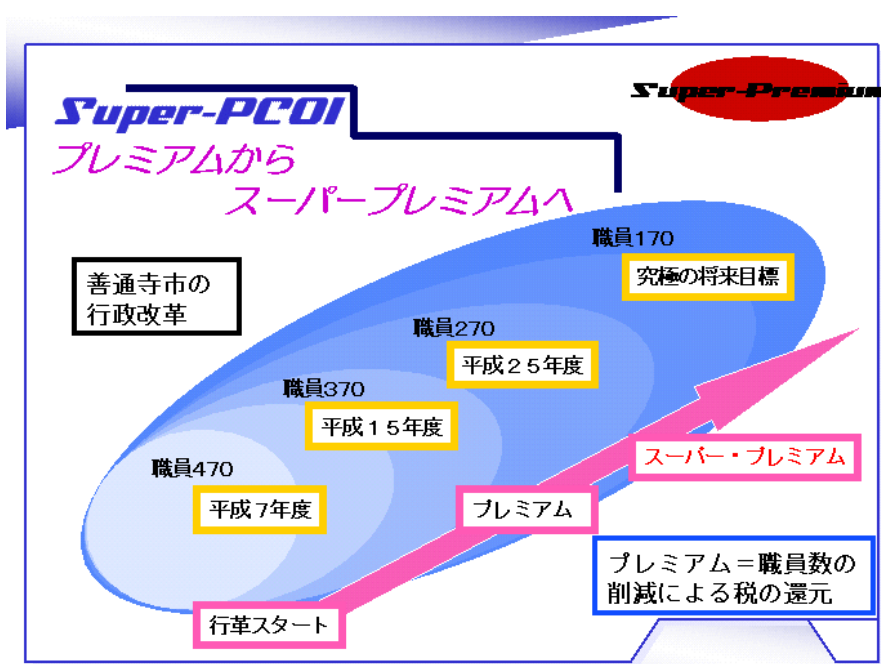 Super-Premium
Super-PCOI
プレミアムから
スーパープレミアムへ
職員170
究極の将来目標
善通寺市の
行政改革
職員270
平成２５年度
職員370
平成１５年度
スーパー・プレミアム
職員470
平成７年度
プレミアム
プレミアム＝職員数の
削減による税の還元
行革スタート